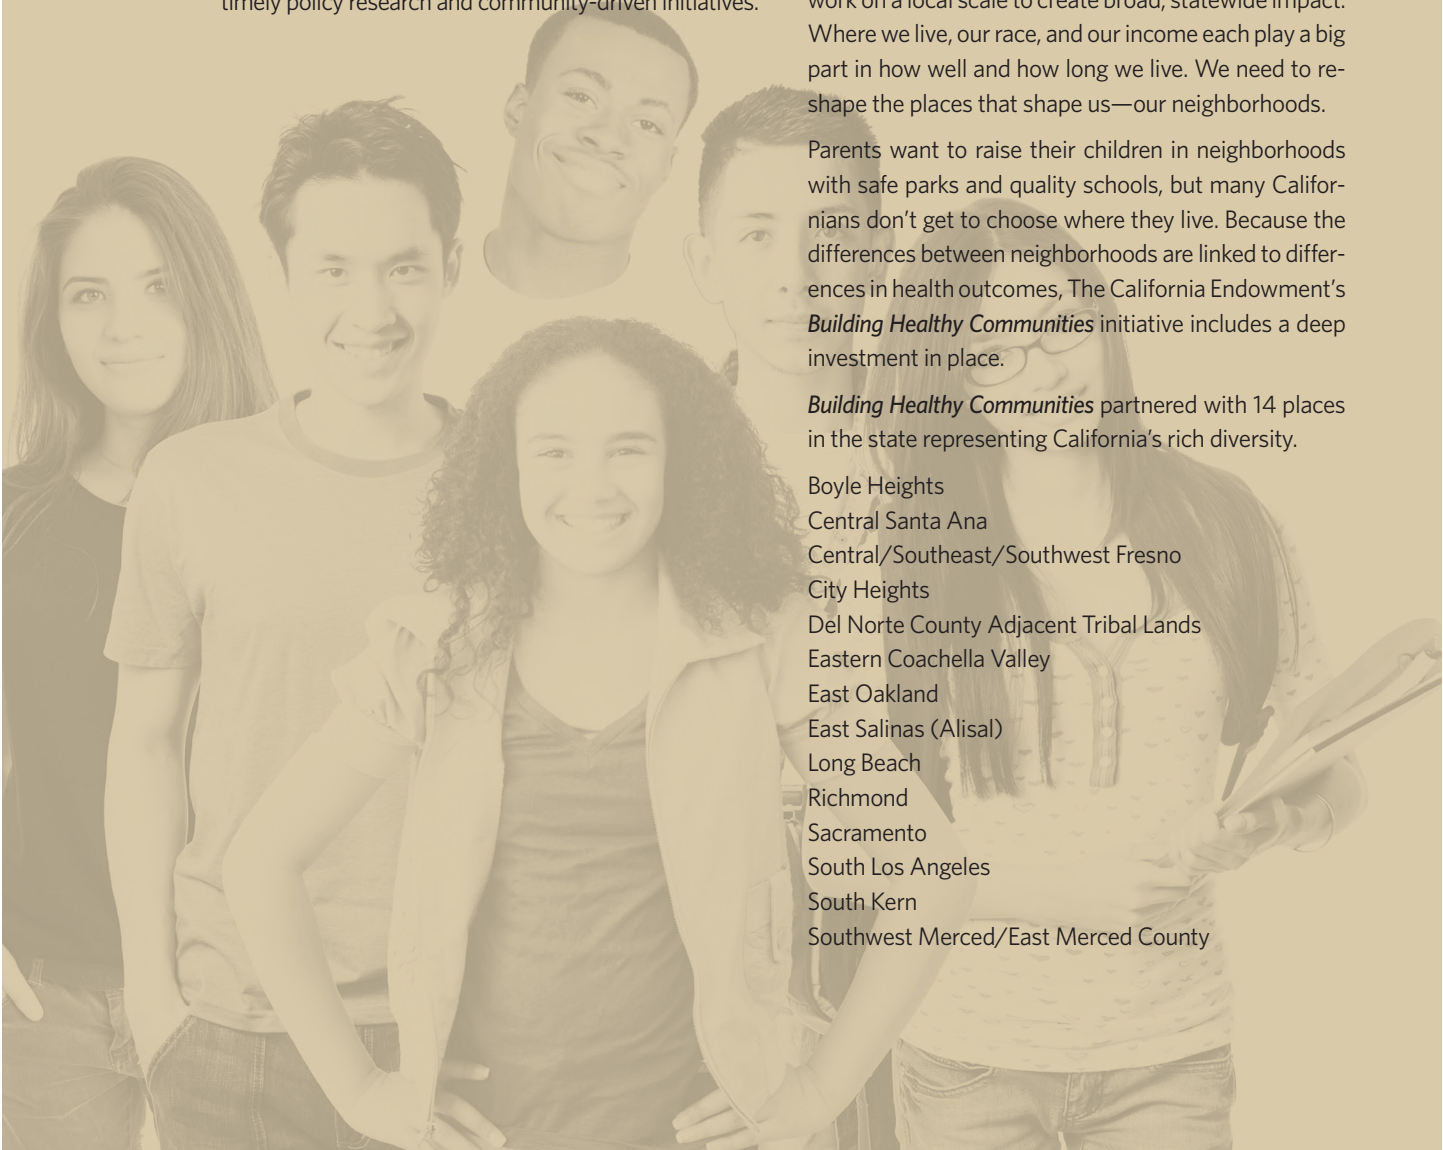 timely policy research and community-driven initiatives.
work on a local scale to create broad, statewide impact.
Where we live, our race, and our income each play a big
part in how well and how long we live. We need to re-
shape the places that shape us—our neighborhoods.
Parents want to raise their children in neighborhoods
with safe parks and quality schools, but many Califor-
nians don't get to choose where they live. Because the
differences between neighborhoods are linked to differ-
ences in health outcomes, The California Endowment's
Building Healthy Communities initiative includes a deep
investment in place.
Building Healthy Communities partnered with 14 places
in the state representing California's rich diversity.
Boyle Heights
Central Santa Ana
Central/Southeast/Southwest Fresno
City Heights
Del Norte County Adjacent Tribal Lands
Eastern Coachella Valley
East Oakland
East Salinas (Alisal)
Long Beach
Richmond
Sacramento
South Los Angeles
South Kern
Southwest Merced/East Merced County